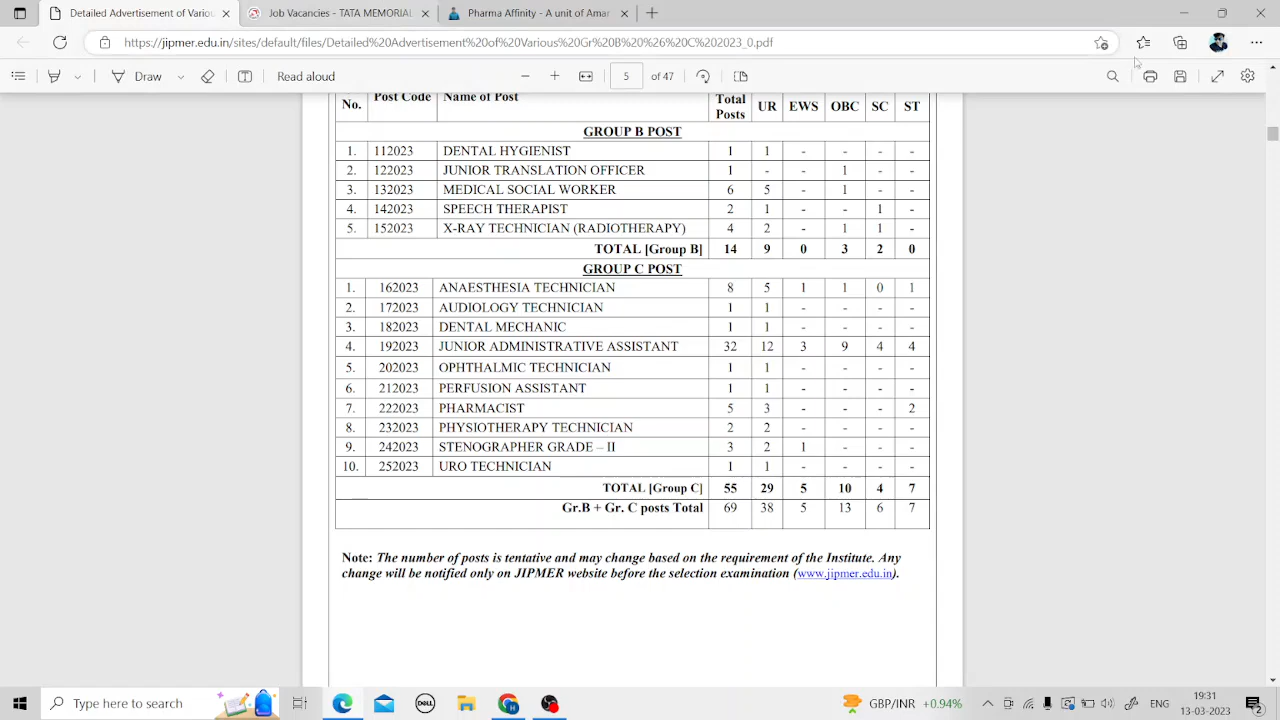 Detailed Advertisement of Variou
Job Vacancies - TATA MEMORIAL
Pharma Affinity - A unit of Amar
https://jipmer.edu.in/sites/default/files/Detailed%20Advertisement%20of%20Various%20Gr%20B%20%26%20C%202023_0.pdf
Draw Read aloud 5 of 47
No. Post Code Name of Post Total Posts UR EWS OBC SC ST
GROUP B POST
1. 112023 DENTAL HYGIENIST 1 1 - - - -
2. 122023 JUNIOR TRANSLATION OFFICER 1 - - 1 - -
3. 132023 MEDICAL SOCIAL WORKER 6 5 - 1 - -
4. 142023 SPEECH THERAPIST 2 1 - - 1 -
5. 152023 X-RAY TECHNICIAN (RADIOTHERAPY) 4 2 - 1 1 -
TOTAL [Group B] 14 9 0 3 2 0
GROUP C POST
1. 162023 ANAESTHESIA TECHNICIAN 8 5 1 1 0 1
2. 172023 AUDIOLOGY TECHNICIAN 1 1 - - - -
3. 182023 DENTAL MECHANIC 1 1 - - - -
4. 192023 JUNIOR ADMINISTRATIVE ASSISTANT 32 12 3 9 4 4
5. 202023 OPHTHALMIC TECHNICIAN 1 1 - - - -
6. 212023 PERFUSION ASSISTANT 1 1 - - - -
7. 222023 PHARMACIST 5 3 - - - 2
8. 232023 PHYSIOTHERAPY TECHNICIAN 2 2 - - - -
9. 242023 STENOGRAPHER GRADE – II 3 2 1 - - -
10. 252023 URO TECHNICIAN 1 1 - - - -
TOTAL [Group C] 55 29 5 10 4 7
Gr.B + Gr. C posts Total 69 38 5 13 6 7
Note: The number of posts is tentative and may change based on the requirement of the Institute. Any
change will be notified only on JIPMER website before the selection examination (www.jipmer.edu.in).
Type here to search
DELL
GBP/INR +0.94%
ENG
19:31
13-03-2023
2